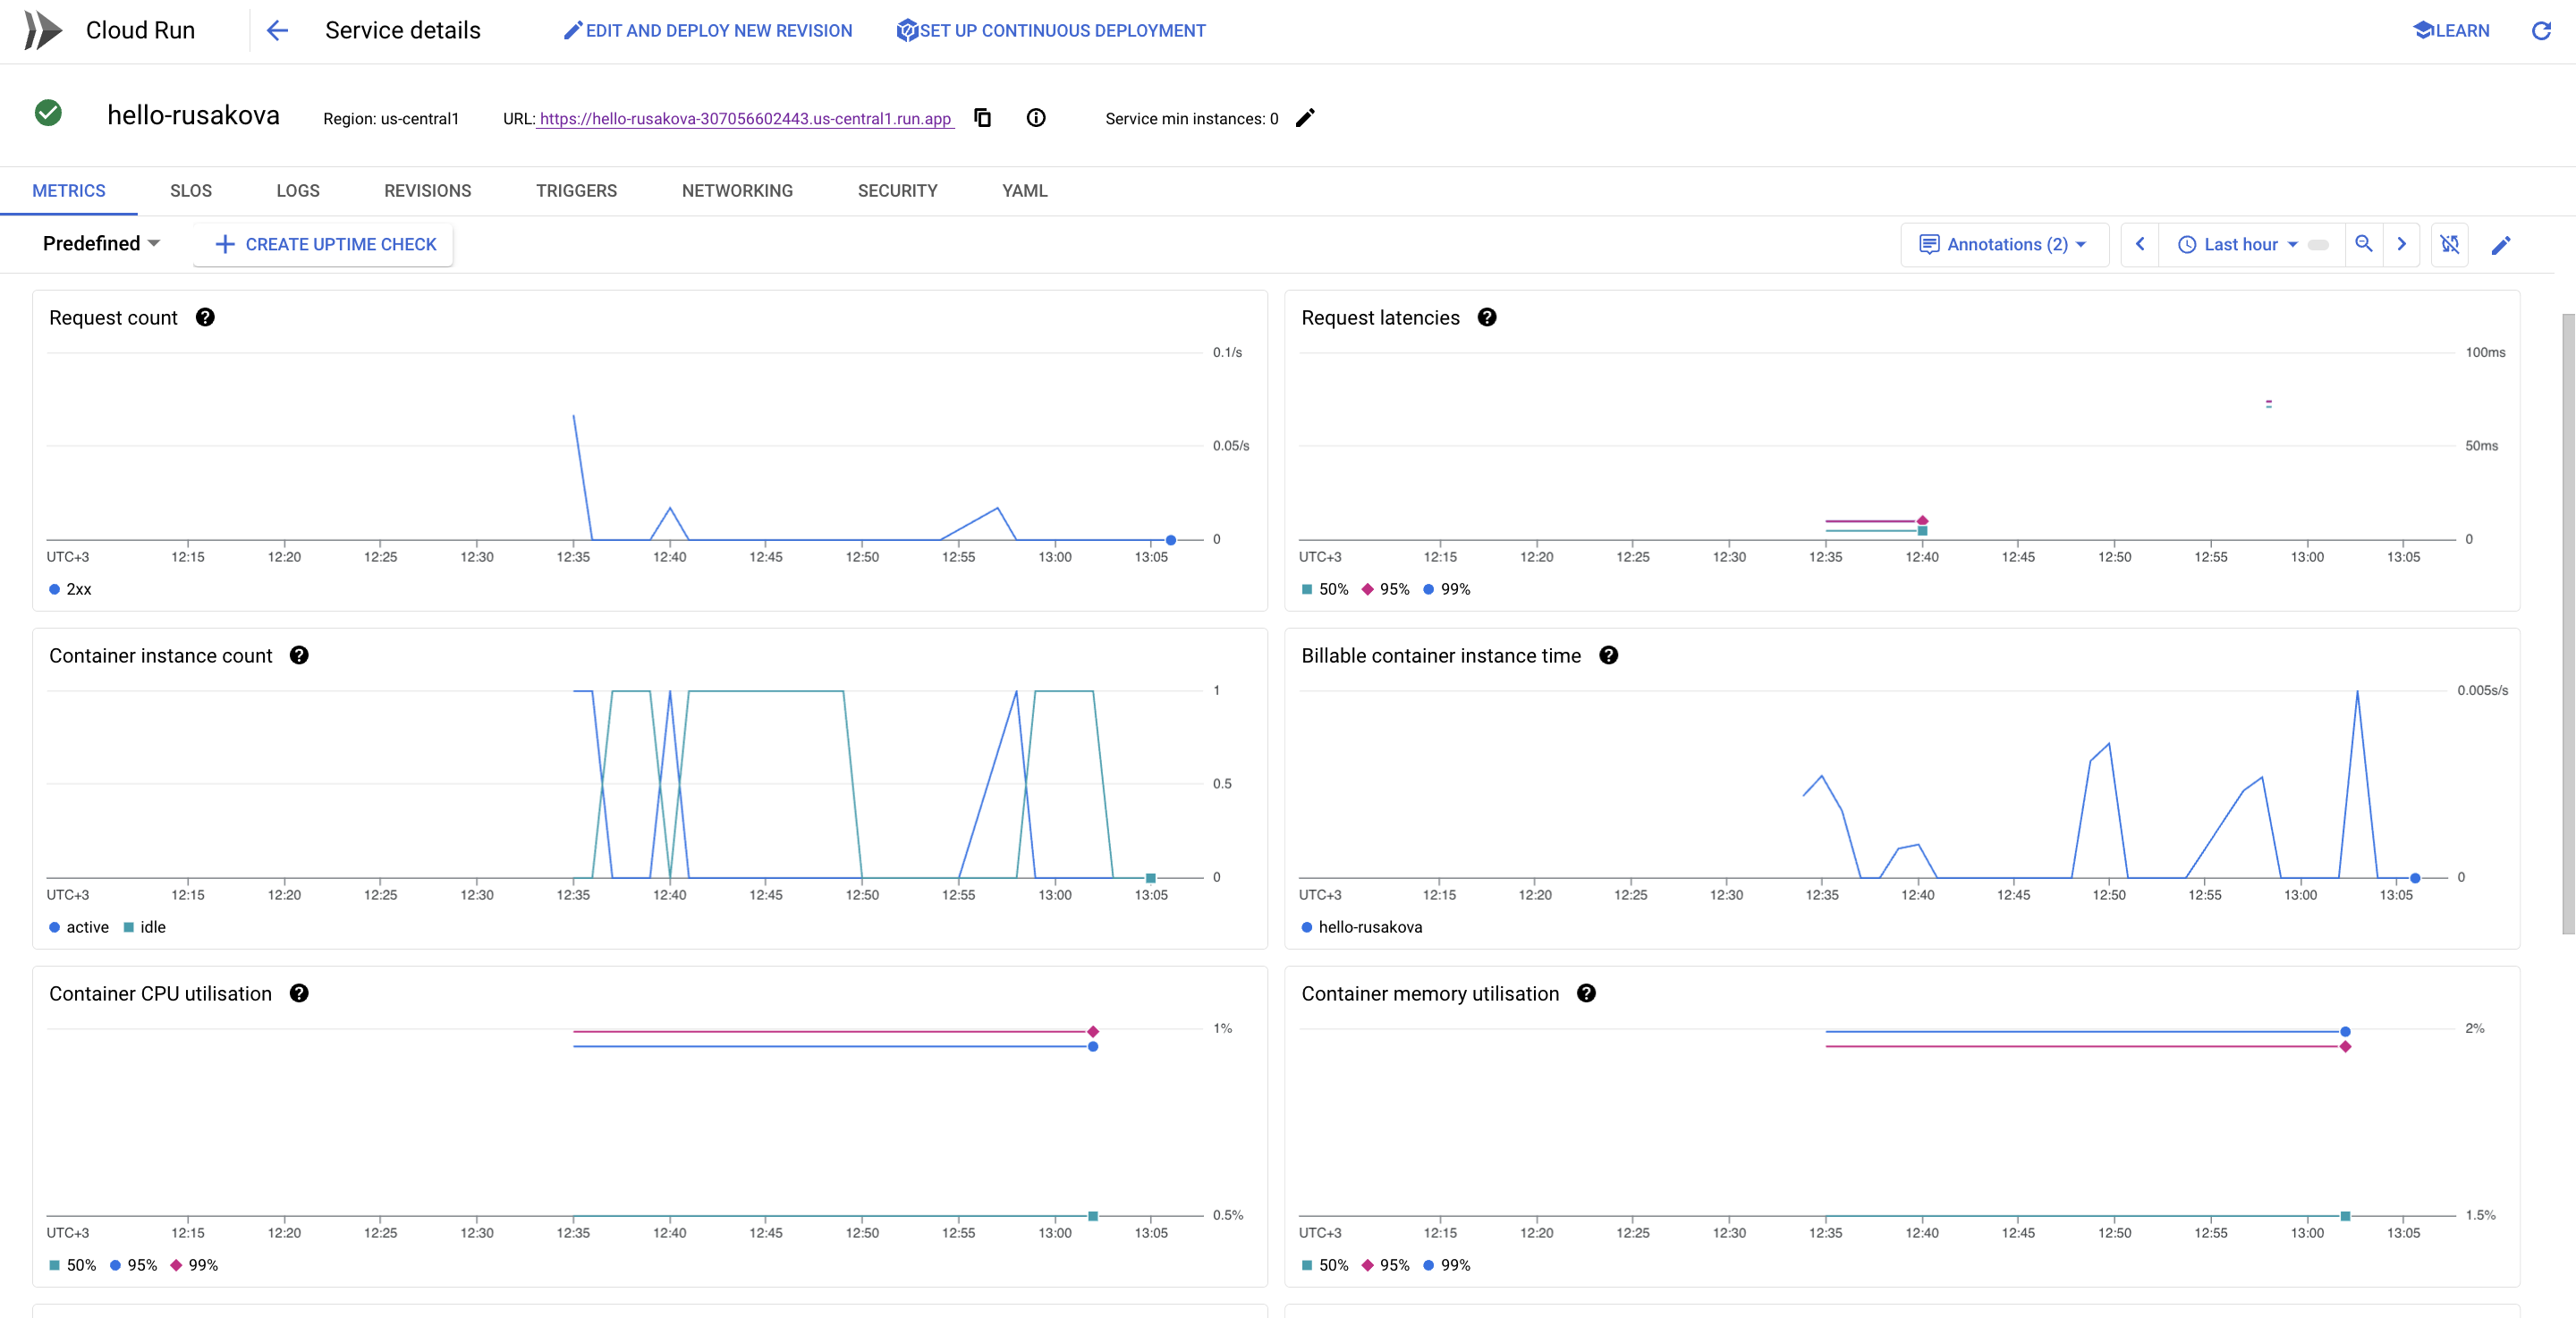 Cloud Run
Service details
EDIT AND DEPLOY NEW REVISION
SET UP CONTINUOUS DEPLOYMENT
LEARN
hello-rusakova
Region: us-central1
URL: https://hello-rusakova-307056602443.us-central1.run.app
Service min instances: 0
METRICS SLOS LOGS REVISIONS TRIGGERS NETWORKING SECURITY YAML
Predefined
CREATE UPTIME CHECK
Annotations (2)
Last hour
Request count
0.1/s
0.05/s
0
UTC+3 12:15 12:20 12:25 12:30 12:35 12:40 12:45 12:50 12:55 13:00 13:05
2xx
Request latencies
100ms
50ms
0
UTC+3 12:15 12:20 12:25 12:30 12:35 12:40 12:45 12:50 12:55 13:00 13:05
50% 95% 99%
Container instance count
1
0.5
0
UTC+3 12:15 12:20 12:25 12:30 12:35 12:40 12:45 12:50 12:55 13:00 13:05
active idle
Billable container instance time
0.005s/s
0
UTC+3 12:15 12:20 12:25 12:30 12:35 12:40 12:45 12:50 12:55 13:00 13:05
hello-rusakova
Container CPU utilisation
1%
0.5%
UTC+3 12:15 12:20 12:25 12:30 12:35 12:40 12:45 12:50 12:55 13:00 13:05
50% 95% 99%
Container memory utilisation
2%
1.5%
UTC+3 12:15 12:20 12:25 12:30 12:35 12:40 12:45 12:50 12:55 13:00 13:05
50% 95% 99%